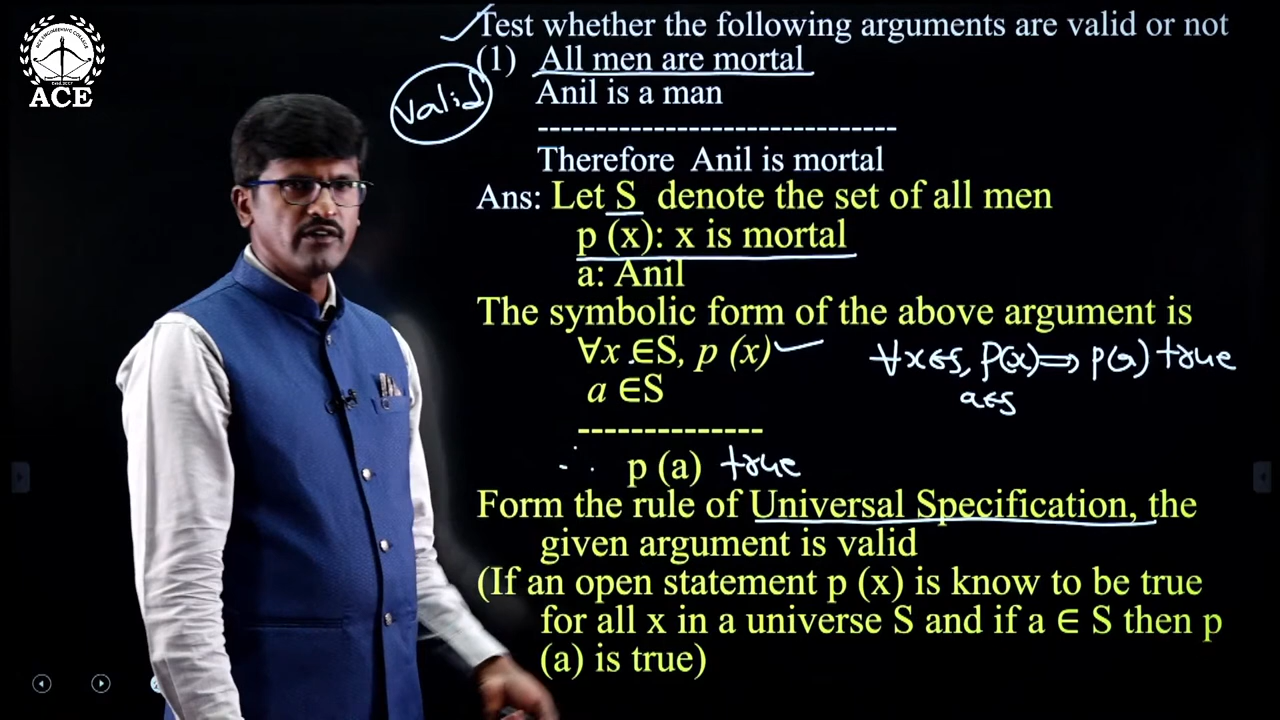 Test whether the following arguments are valid or not
(1) All men are mortal
Valid
Anil is a man
-----------------------------
Therefore Anil is mortal
Ans: Let S denote the set of all men
p (x): x is mortal
a: Anil
The symbolic form of the above argument is
∀x ∈S, p (x)
∀x∈s, P(x) ⟹ p(a) true
a ∈S
a∈s
--------------
∴ p (a) true
Form the rule of Universal Specification, the
given argument is valid
(If an open statement p (x) is know to be true
for all x in a universe S and if a ∈ S then p
(a) is true)
ACE